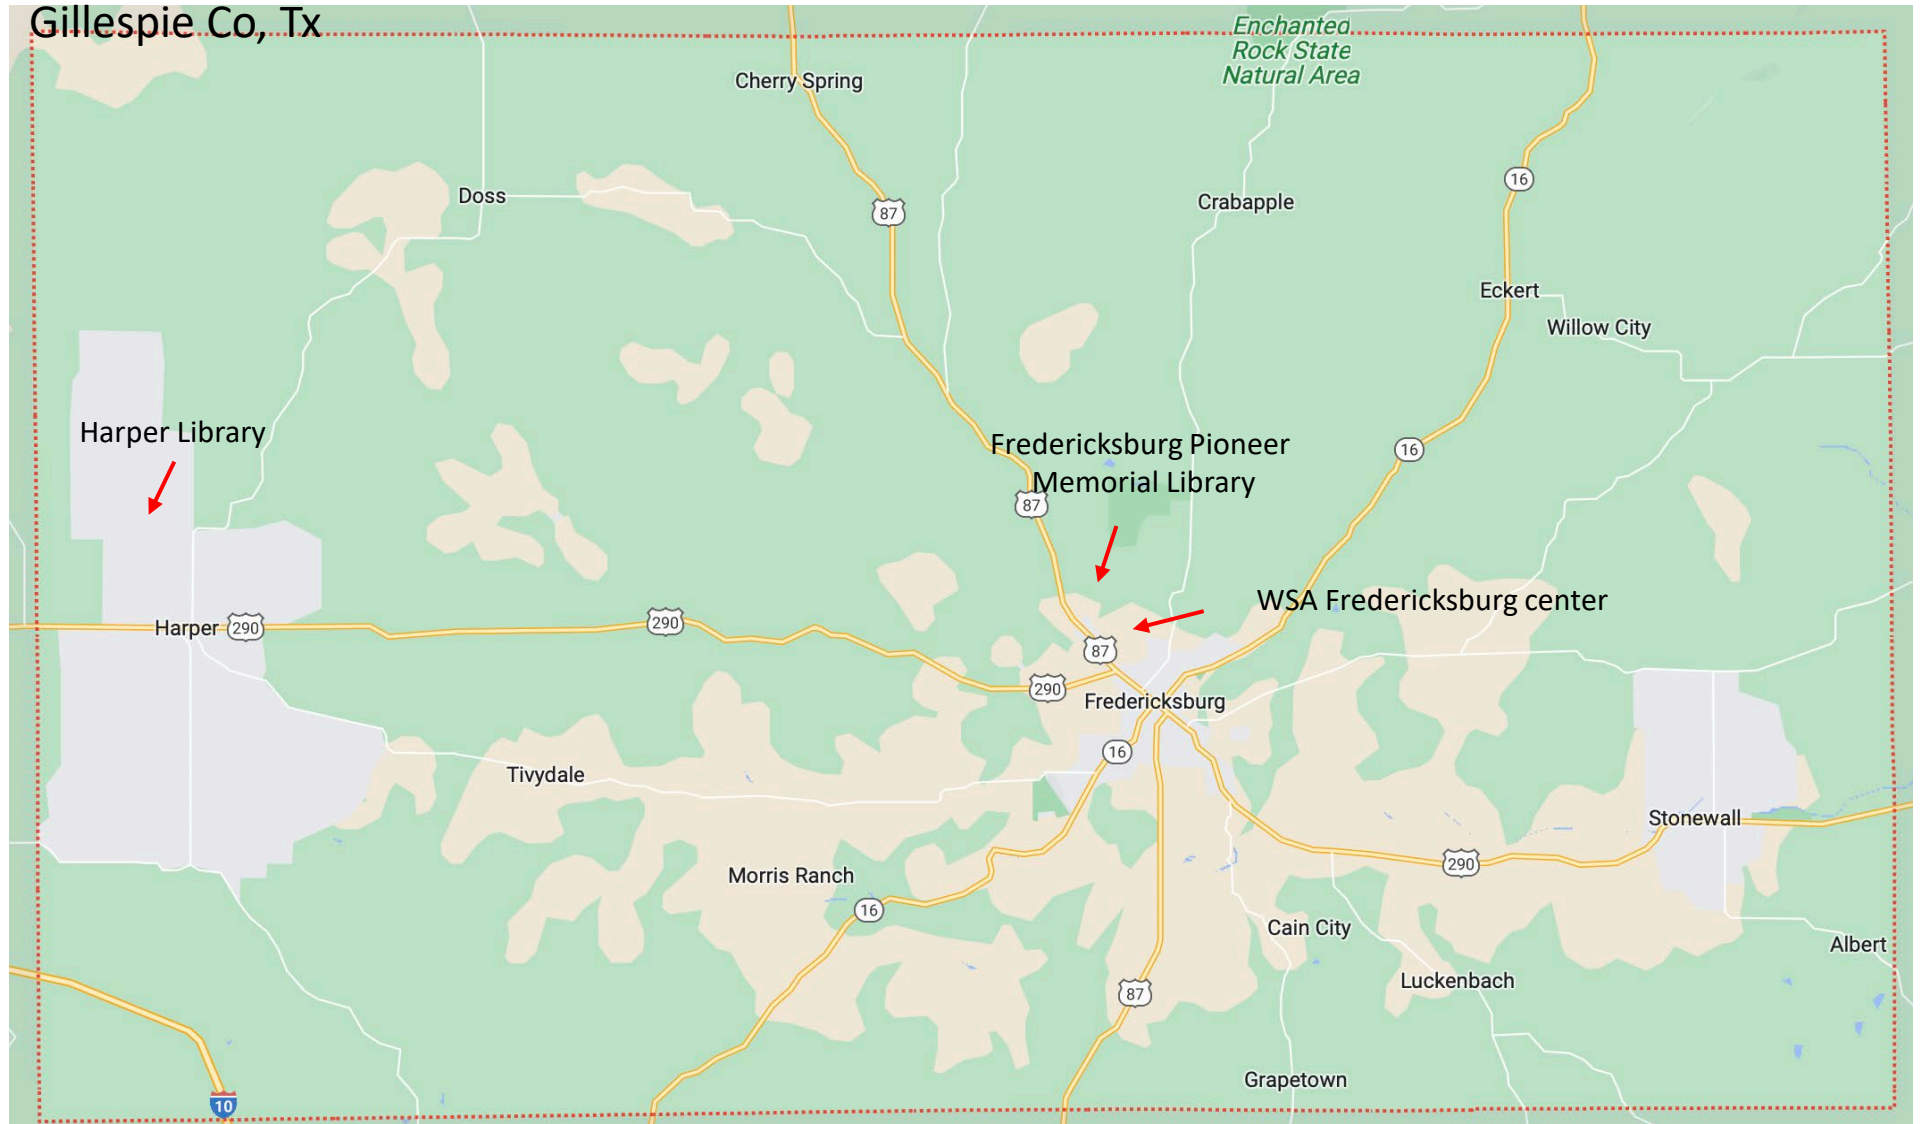 Gillespie Co, Tx
Enchanted
Rock State
Natural Area
Cherry Spring
16
Doss
Crabapple
87
Eckert
Willow City
Harper Library
Fredericksburg Pioneer
Memorial Library
16
87
WSA Fredericksburg center
Harper
290
290
87
290
Fredericksburg
16
Tivydale
Stonewall
290
Morris Ranch
16
Cain City
Albert
Luckenbach
87
Grapetown
10